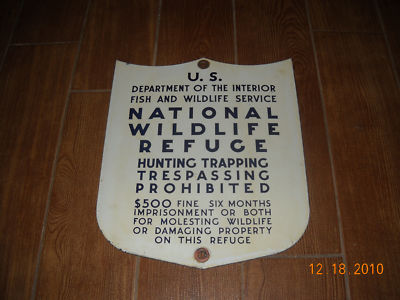 U. S.
DEPARTMENT OF THE INTERIOR
FISH AND WILDLIFE SERVICE
NATIONAL
WILDLIFE
REFUGE
HUNTING TRAPPING
TRESPASSING
PROHIBITED
$500 FINE SIX MONTHS
IMPRISONMENT OR BOTH
FOR MOLESTING WILDLIFE
OR DAMAGING PROPERTY
ON THIS REFUGE
12.18.2010